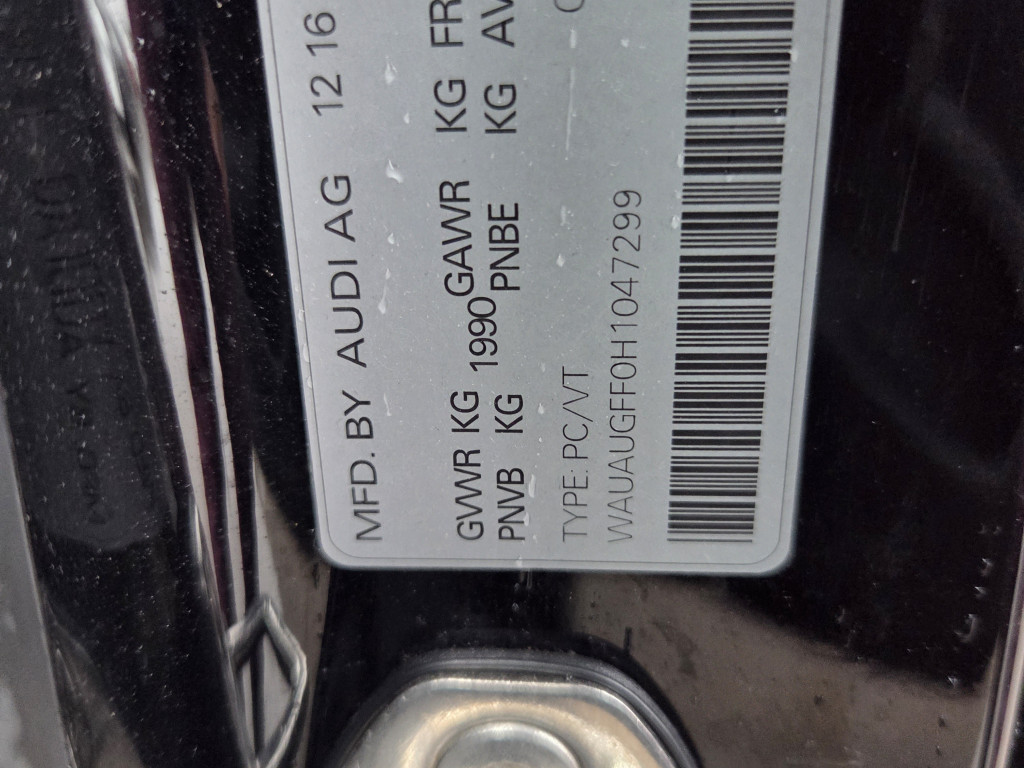 MFD. BY AUDI AG 12 16
GVWR KG 1990 GAWR KG FR
PNVB KG PNBE KG AV
TYPE: PC/VT
WAUAUGFF0H1047299